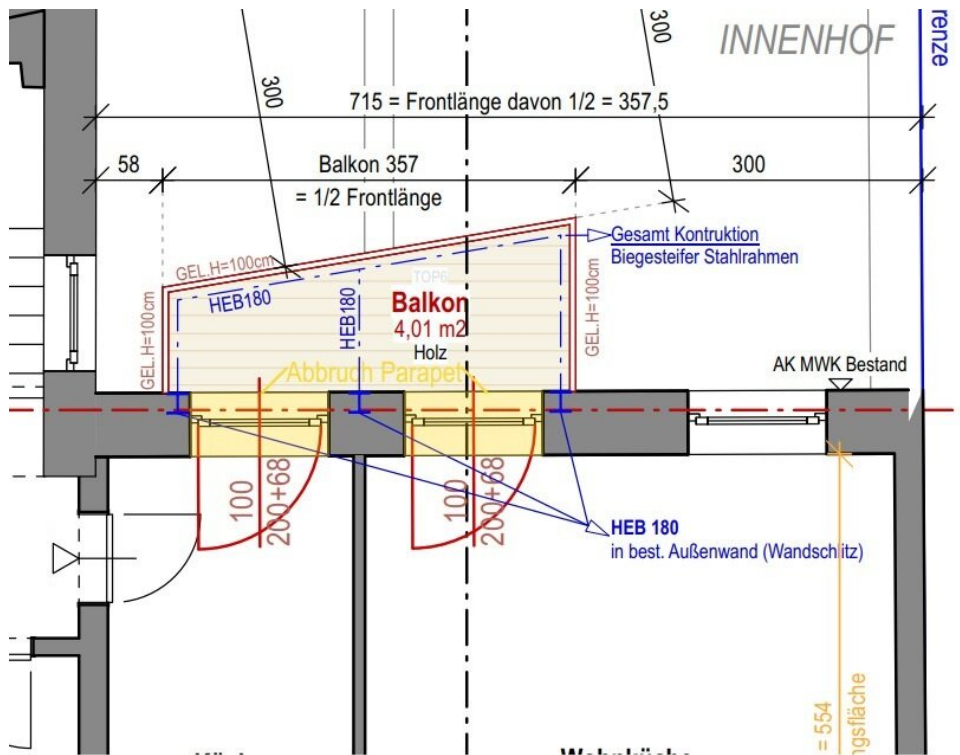 300
300
INNENHOF
renze
715 = Frontlänge davon 1/2 = 357,5
58
Balkon 357
300
= 1/2 Frontlänge
Gesamt Kontruktion
Biegesteifer Stahlrahmen
GEL.H=100cm
HEB180
TOP6
Balkon
4,01 m2
Holz
HEB180
GEL.H=100cm
GEL.H=100cm
AK MWK Bestand
Abbruch Parapet
100
200+68
100
200+68
HEB 180
in best. Außenwand (Wandschlitz)
= 554
ngsfläche
Wohnküche